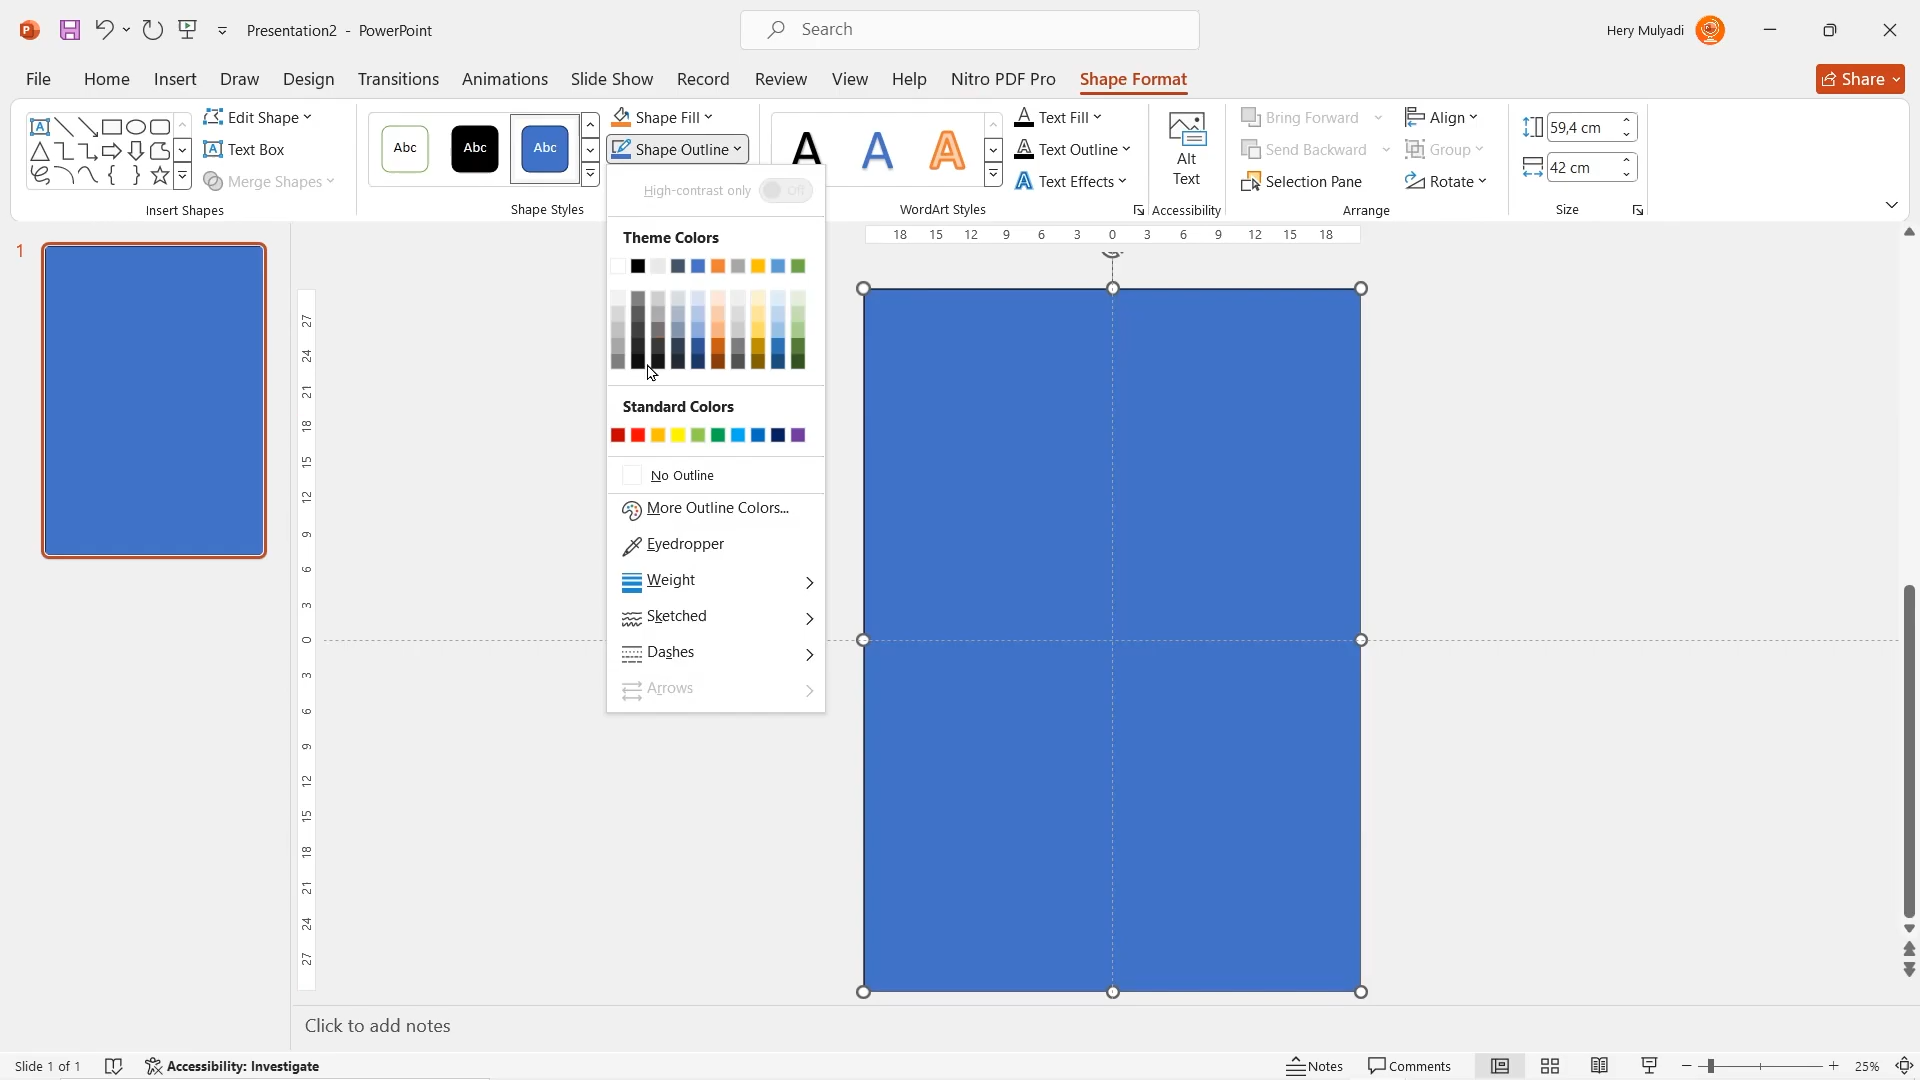 Presentation2 - PowerPoint
Search
Hery Mulyadi
File Home Insert Draw Design Transitions Animations Slide Show Record Review View Help Nitro PDF Pro Shape Format
Share
Edit Shape
Text Box
Merge Shapes
Insert Shapes
Abc Abc Abc
Shape Styles
Shape Fill
Shape Outline
A A A
WordArt Styles
Text Fill
Text Outline
Text Effects
Alt
Text
Accessibility
Bring Forward
Send Backward
Selection Pane
Align
Group
Rotate
Arrange
59,4 cm
42 cm
Size
High-contrast only Off
Theme Colors
Standard Colors
No Outline
More Outline Colors...
Eyedropper
Weight
Sketched
Dashes
Arrows
1
18 15 12 9 6 3 0 3 6 9 12 15 18
27
24
21
18
15
12
9
6
3
0
3
6
9
12
15
18
21
24
27
Click to add notes
Slide 1 of 1
Accessibility: Investigate
Notes
Comments
25%